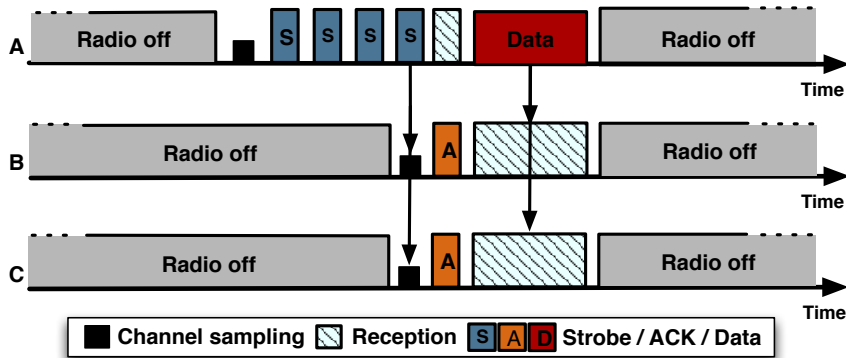 A
Radio off
S
S
S
S
Data
Radio off
Time
B
Radio off
A
Radio off
Time
C
Radio off
A
Radio off
Time
Channel sampling Reception S A D Strobe / ACK / Data